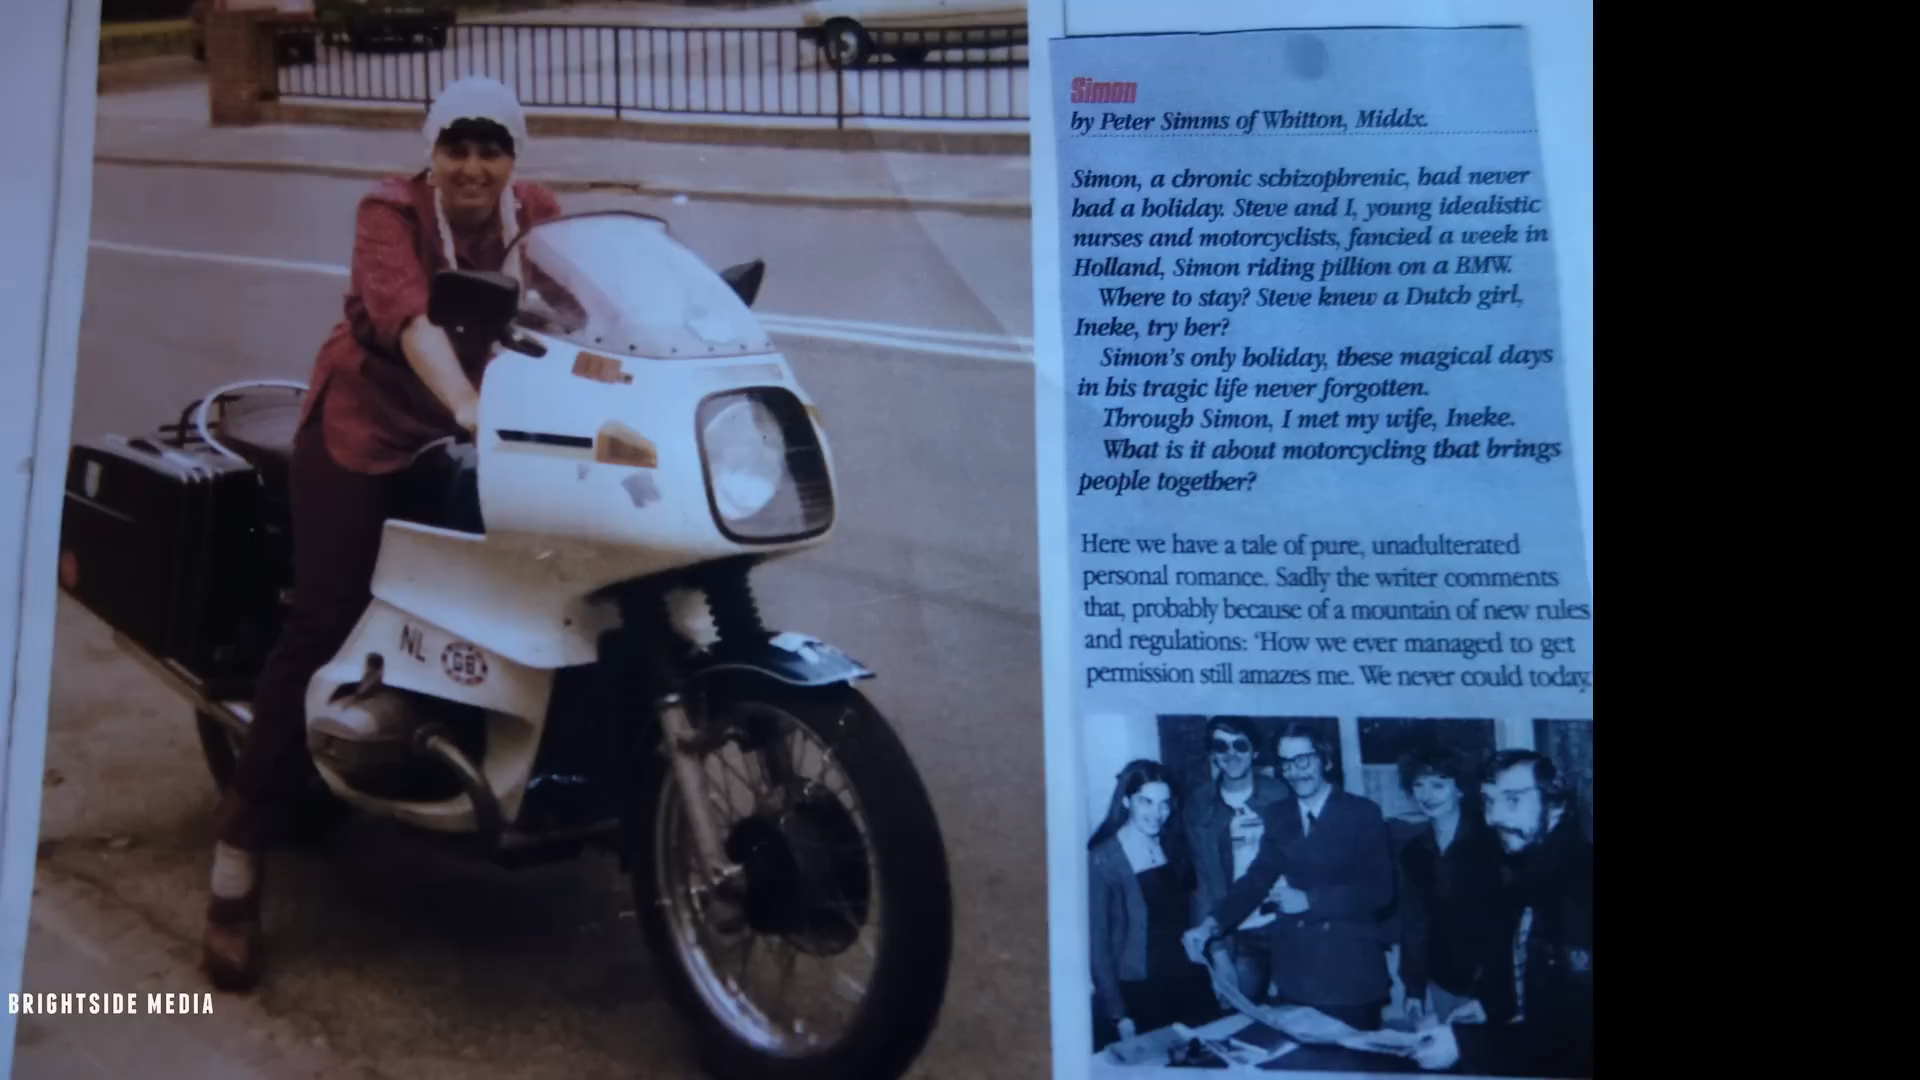 Simon
by Peter Simms of Whitton, Middx.
Simon, a chronic schizophrenic, had never
had a holiday. Steve and I, young idealistic
nurses and motorcyclists, fancied a week in
Holland, Simon riding pillion on a BMW.
Where to stay? Steve knew a Dutch girl,
Ineke, try her?
Simon's only holiday, these magical days
in his tragic life never forgotten.
Through Simon, I met my wife, Ineke.
What is it about motorcycling that brings
people together?
Here we have a tale of pure, unadulterated
personal romance. Sadly the writer comments
that, probably because of a mountain of new rules
and regulations: 'How we ever managed to get
permission still amazes me. We never could today.
NL GB
BRIGHTSIDE MEDIA